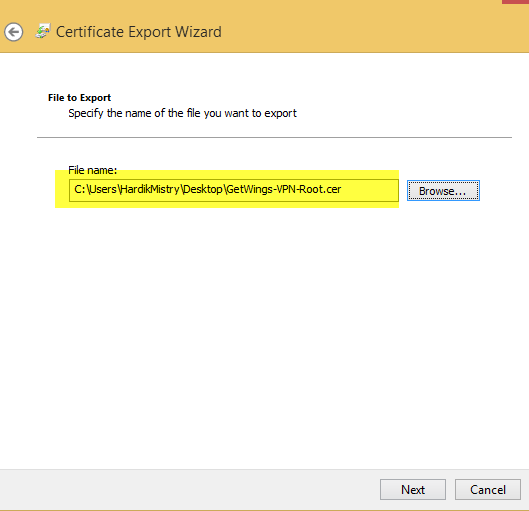 Certificate Export Wizard
File to Export
Specify the name of the file you want to export
File name:
C:\Users\HardikMistry\Desktop\GetWings-VPN-Root.cer
Browse...
Next
Cancel